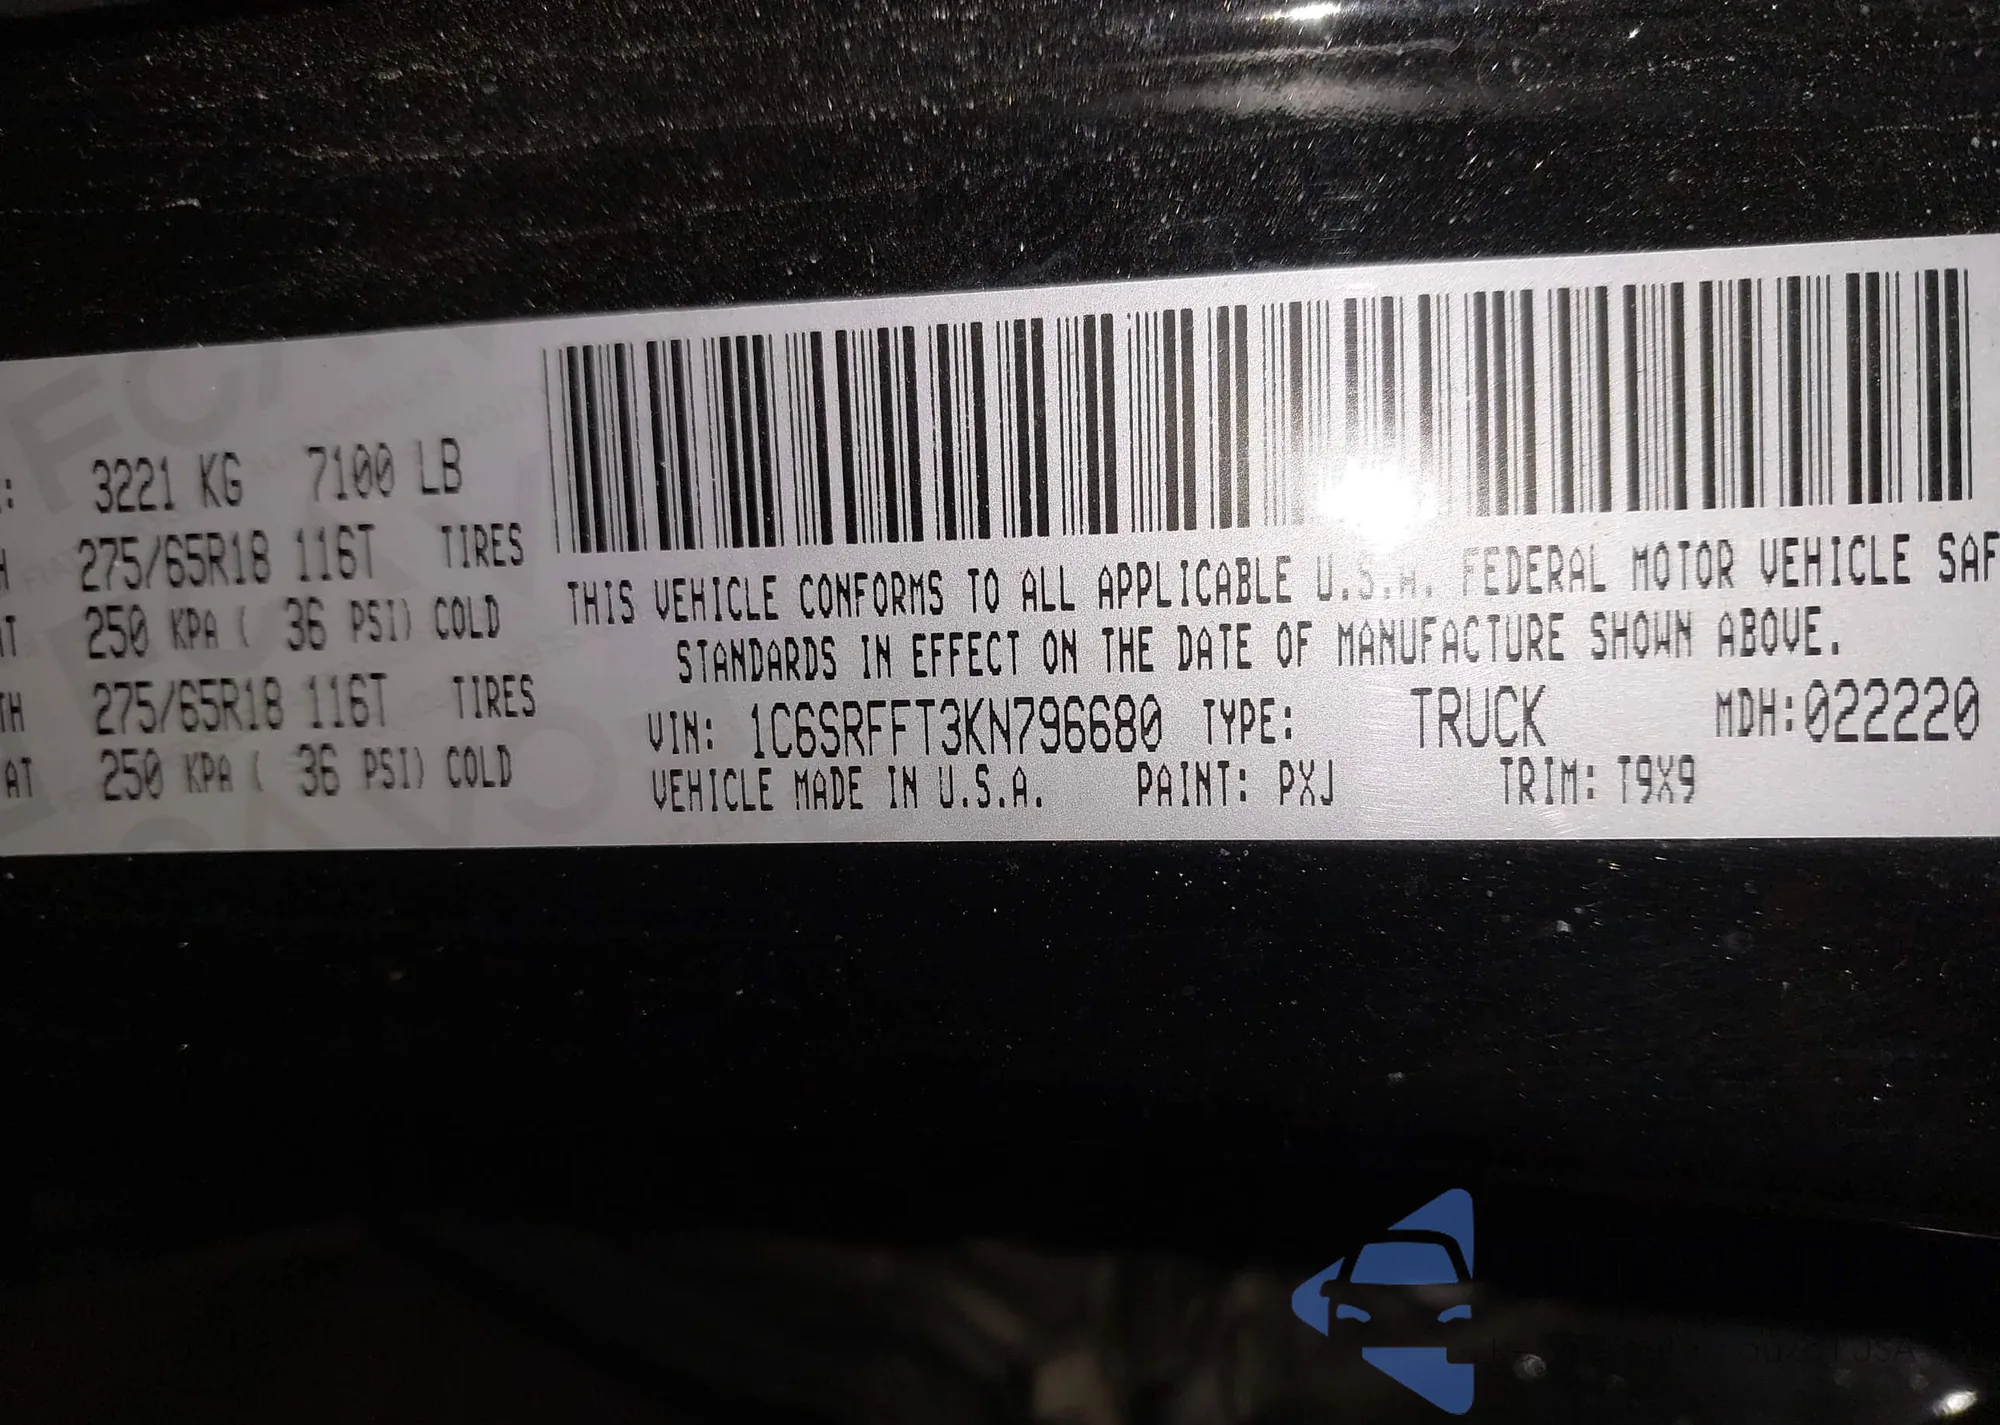 3221 KG 7100 LB
275/65R18 116T TIRES
250 KPA ( 36 PSI) COLD
275/65R18 116T TIRES
250 KPA ( 36 PSI) COLD
THIS VEHICLE CONFORMS TO ALL APPLICABLE U.S.A. FEDERAL MOTOR VEHICLE SAF
STANDARDS IN EFFECT ON THE DATE OF MANUFACTURE SHOWN ABOVE.
VIN: 1C6SRFFT3KN796680 TYPE: TRUCK MDH:022220
VEHICLE MADE IN U.S.A. PAINT: PXJ TRIM: T9X9